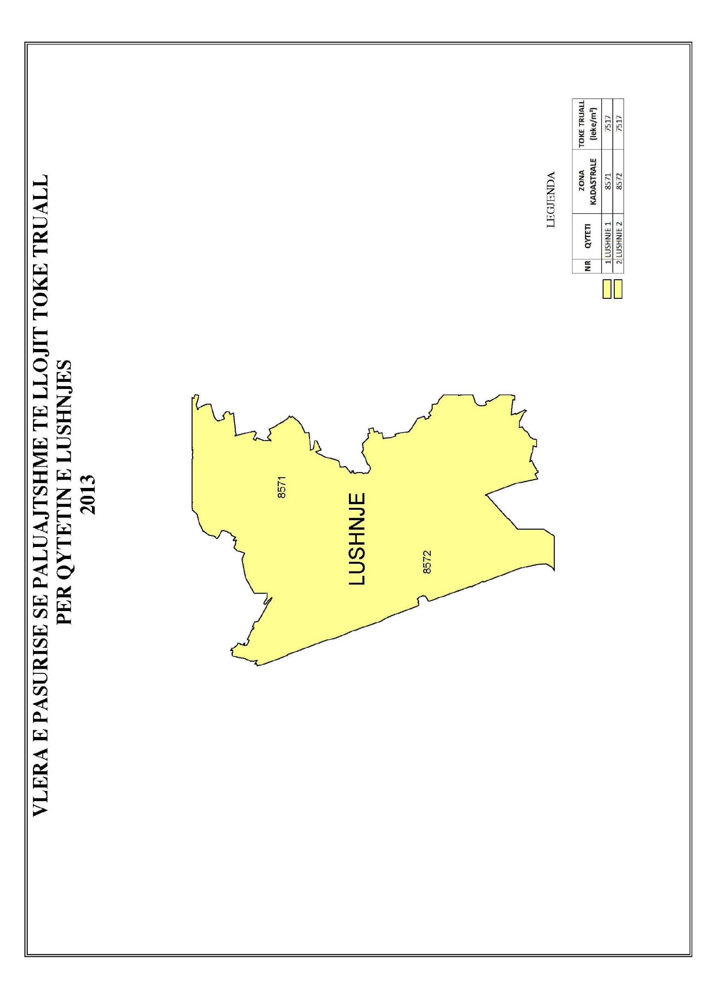 VLERA E PASURISE SE PALUAJTSHME TE LLOJIT TOKE TRUALL
PER QYTETIN E LUSHNJES
2013
8571
LUSHNJE
8572
LEGJENDA
NR QYTETI ZONA KADASTRALE TOKE TRUALL (leke/m²)
1 LUSHNJE 1 8571 7517
2 LUSHNJE 2 8572 7517